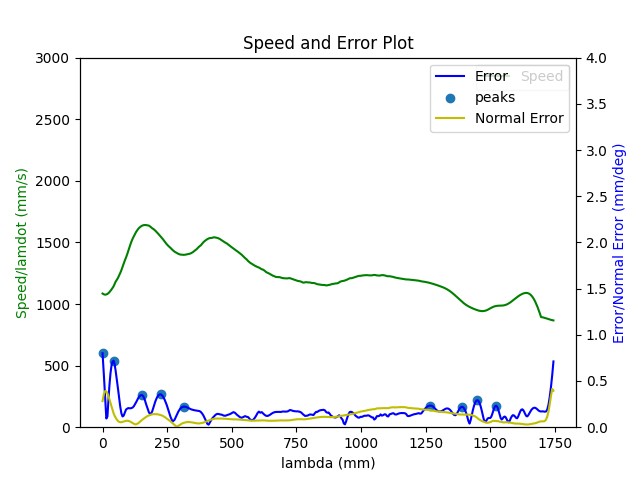 Speed and Error Plot
3000
2500
2000
1500
1000
500
0
Speed/lamdot (mm/s)
4.0
3.5
3.0
2.5
2.0
1.5
1.0
0.5
0.0
Error/Normal Error (mm/deg)
Error
Speed
peaks
Normal Error
0 250 500 750 1000 1250 1500 1750
lambda (mm)